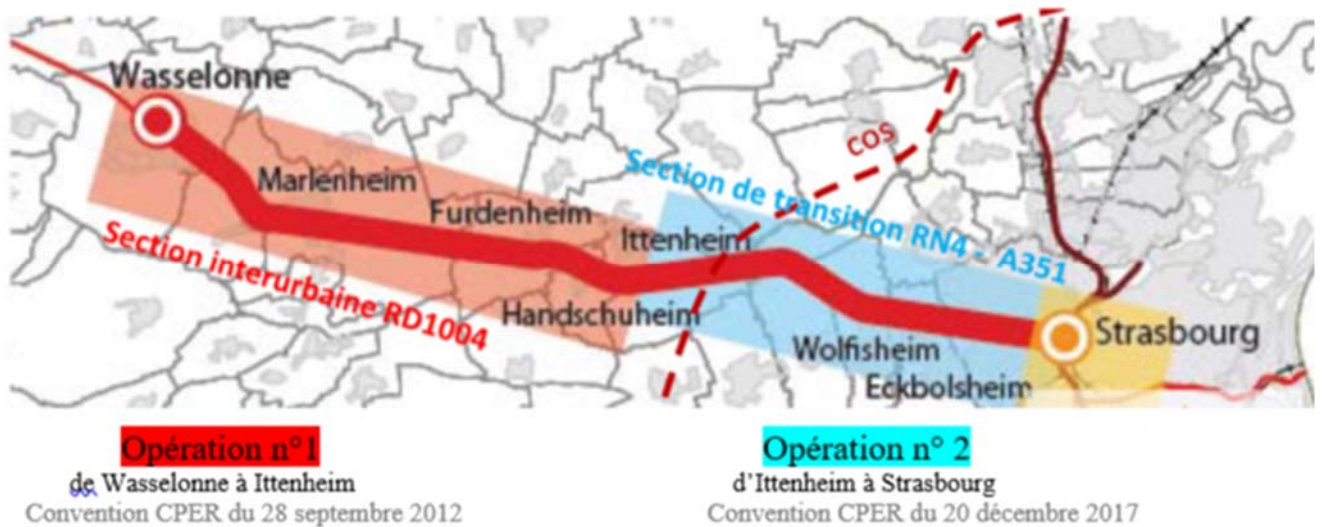 Wasselonne
Marlenheim
Furdenheim
Ittenheim
Handschuheim
Wolfisheim
Eckbolsheim
Strasbourg
COS
Section interurbaine RD1004
Section de transition RN4 - A351
Opération n°1
de Wasselonne à Ittenheim
Convention CPER du 28 septembre 2012
Opération n° 2
d’Ittenheim à Strasbourg
Convention CPER du 20 décembre 2017